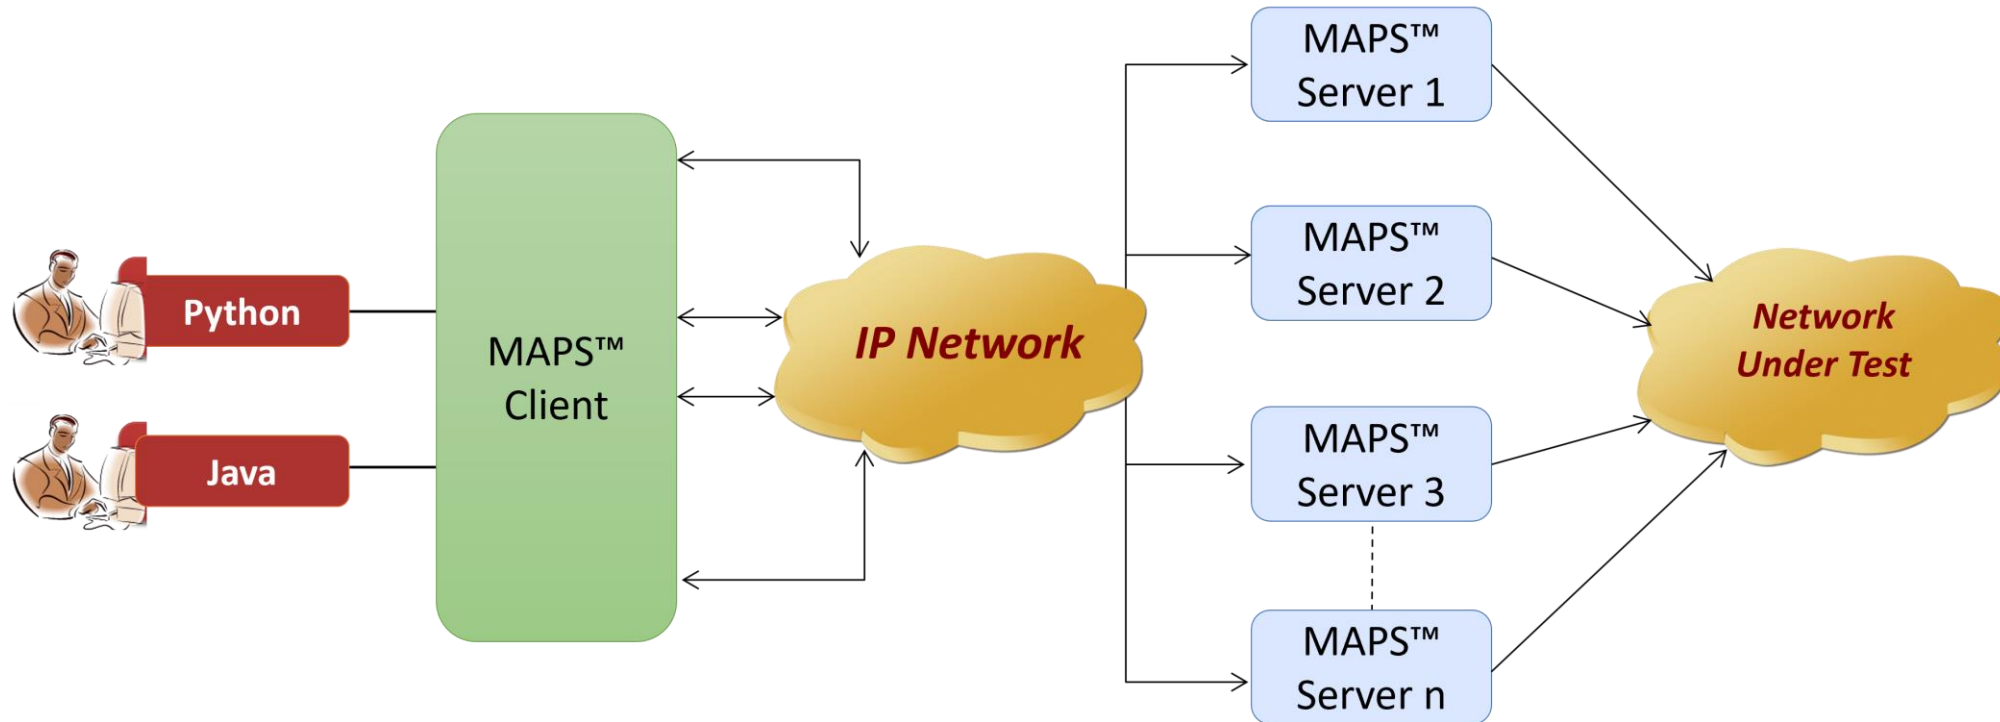 Python
Java
MAPS™
Client
IP Network
MAPS™
Server 1
MAPS™
Server 2
MAPS™
Server 3
MAPS™
Server n
Network
Under Test